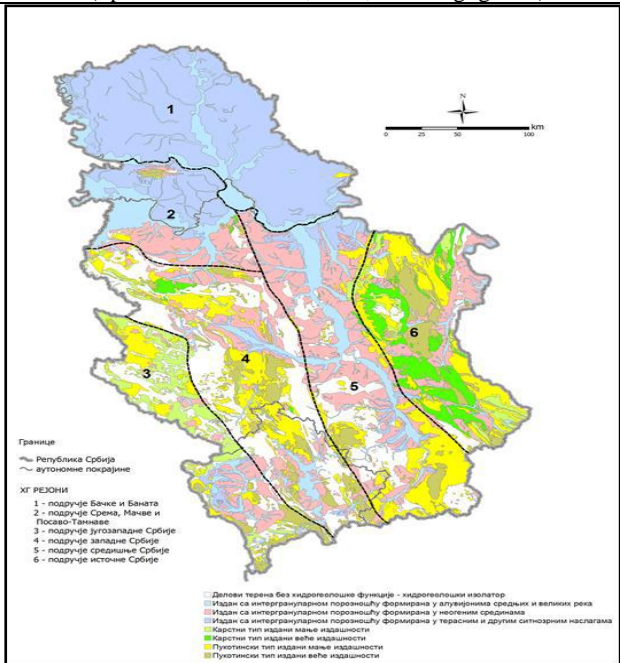 N
0 25 50 100 km
1
2
3
4
5
6
Границе
Република Србија
аутономне покрајине
ХГ РЕЈОНИ
1 - подручје Бачке и Баната
2 - подручје Срема, Мачве и
Посаво-Тамнаве
3 - подручје југозападне Србије
4 - подручје западне Србије
5 - подручје средишње Србије
6 - подручје источне Србије
Делови терена без хидрогеолошке функције - хидрогеолошки изолатор
Издан са интергрануларном порозношћу формирана у алувијонима средњих и великих река
Издан са интергрануларном порозношћу формирана у неогеним срединама
Издан са интергрануларном порозношћу формирана у терасним и другим ситнозрним наслагама
Карстни тип издани мање издашности
Карстни тип издани веће издашности
Пукотински тип издани мање издашности
Пукотински тип издани веће издашности